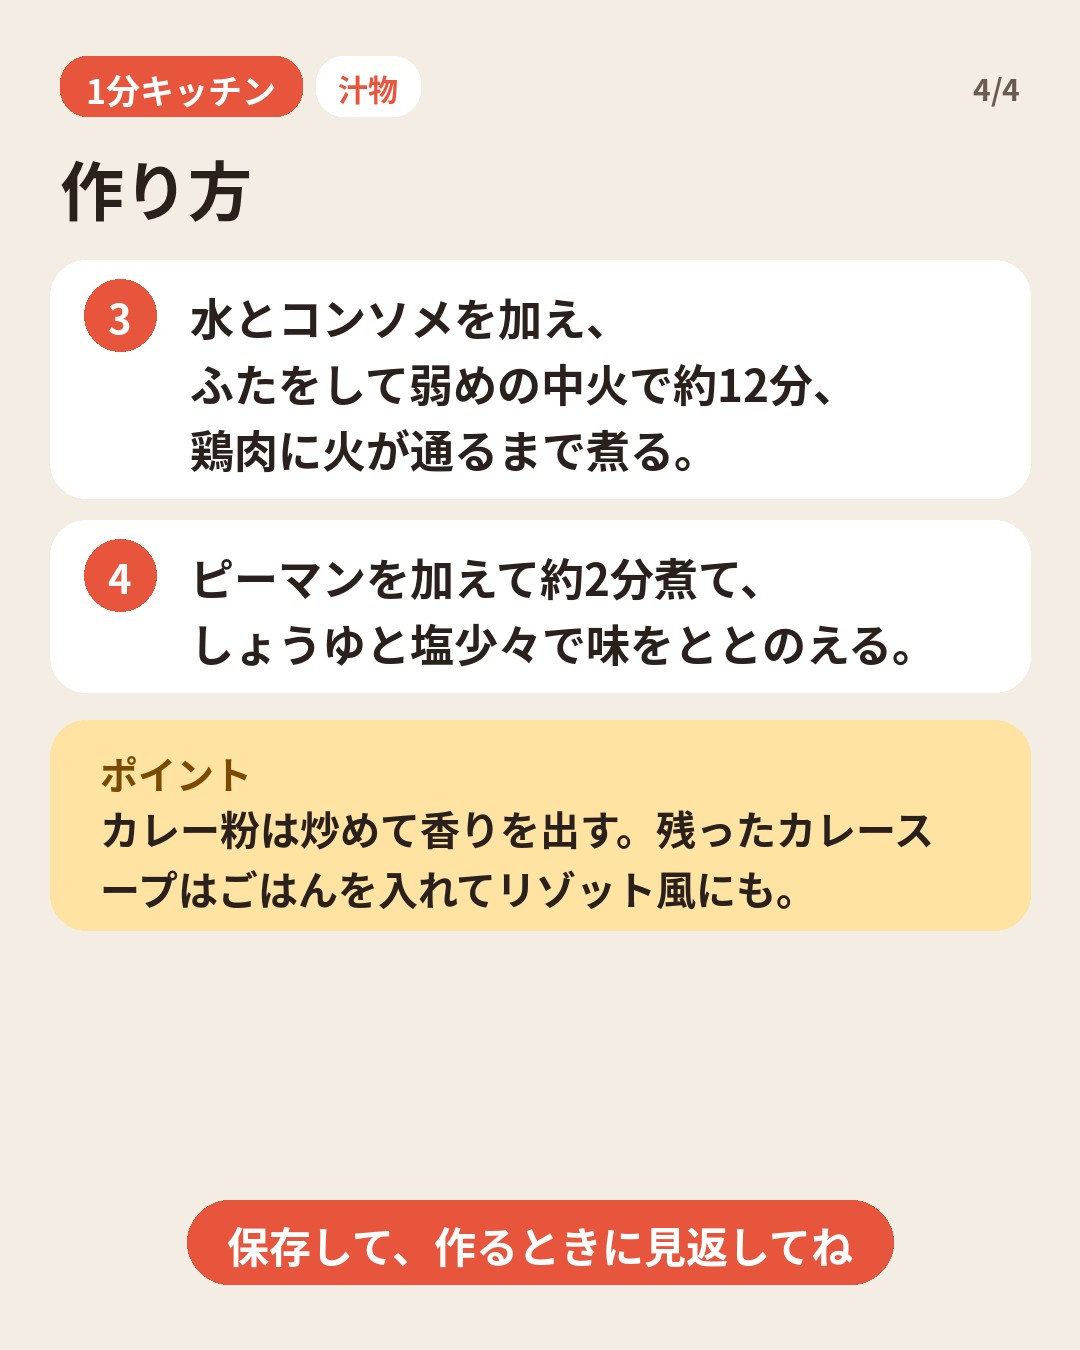 1分キッチン 汁物 4/4
作り方
3 水とコンソメを加え、
ふたをして弱めの中火で約12分、
鶏肉に火が通るまで煮る。
4 ピーマンを加えて約2分煮て、
しょうゆと塩少々で味をととのえる。
ポイント
カレー粉は炒めて香りを出す。残ったカレース
ープはごはんを入れてリゾット風にも。
保存して、作るときに見返してね